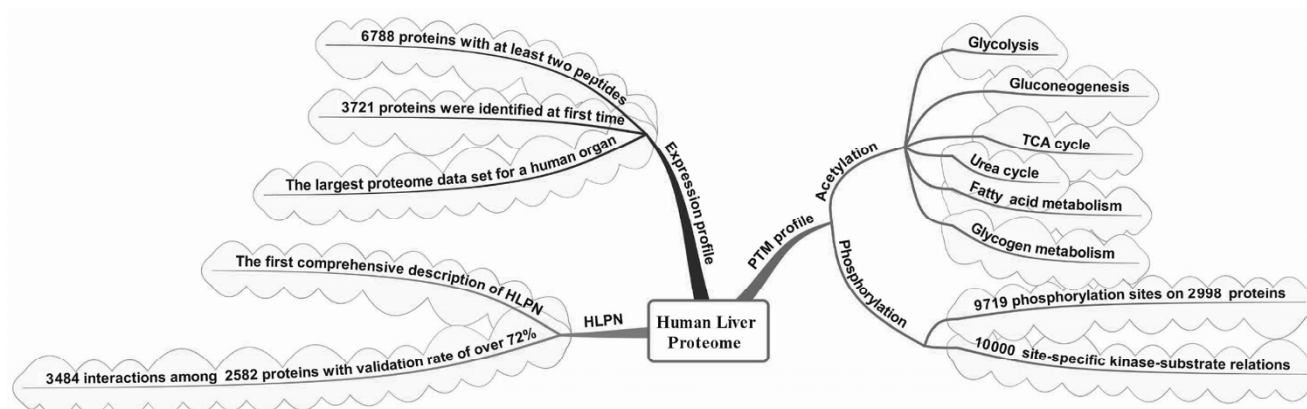 6788 proteins with at least two peptides
3721 proteins were identified at first time
The largest proteome data set for a human organ
Expression profile
The first comprehensive description of HLPN
3484 interactions among 2582 proteins with validation rate of over 72%
HLPN
Human Liver
Proteome
PTM profile
Acetylation
Glycolysis
Gluconeogenesis
TCA cycle
Urea cycle
Fatty acid metabolism
Glycogen metabolism
Phosphorylation
9719 phosphorylation sites on 2998 proteins
10000 site-specific kinase-substrate relations